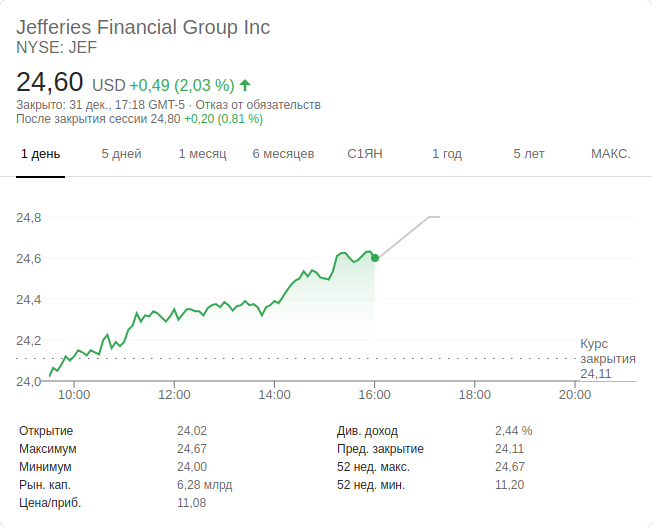 Jefferies Financial Group Inc
NYSE: JEF
24,60 USD +0,49 (2,03 %)
Закрыто: 31 дек., 17:18 GMT-5 · Отказ от обязательств
После закрытия сессии 24,80 +0,20 (0,81 %)
1 день 5 дней 1 месяц 6 месяцев С1ЯН 1 год 5 лет МАКС.
24,8
24,6
24,4
24,2
24,0
Курс
закрытия
24,11
10:00 12:00 14:00 16:00 18:00 20:00
Открытие 24,02 Див. доход 2,44 %
Максимум 24,67 Пред. закрытие 24,11
Минимум 24,00 52 нед. макс. 24,67
Рын. кап. 6,28 млрд 52 нед. мин. 11,20
Цена/приб. 11,08